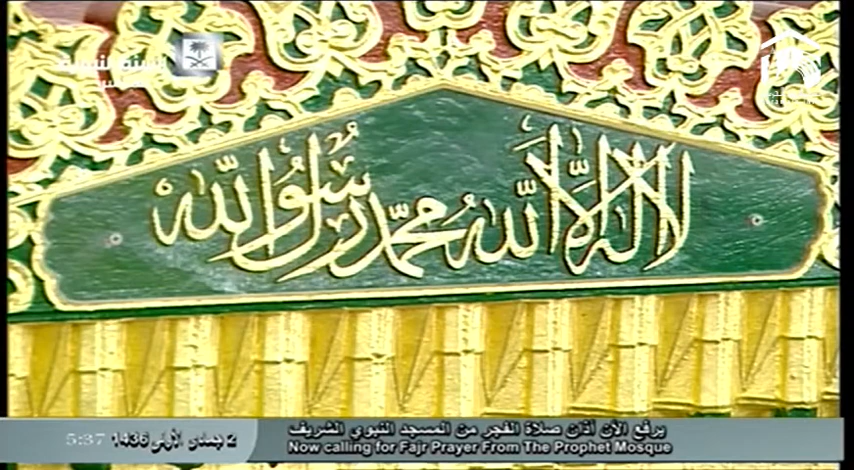 لا إله إلا الله محمد رسول الله
يرفع الآن أذان صلاة الفجر من المسجد النبوي الشريف
Now calling for Fajr Prayer From The Prophet Mosque
2 جمادى الأولى 1436
5:37